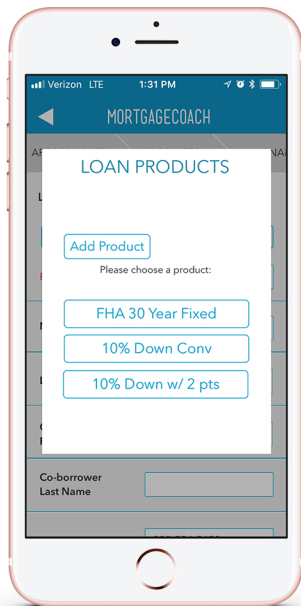 Verizon LTE 1:31 PM
MORTGAGECOACH
LOAN PRODUCTS
Add Product
Please choose a product:
FHA 30 Year Fixed
10% Down Conv
10% Down w/ 2 pts
Co-borrower
Last Name